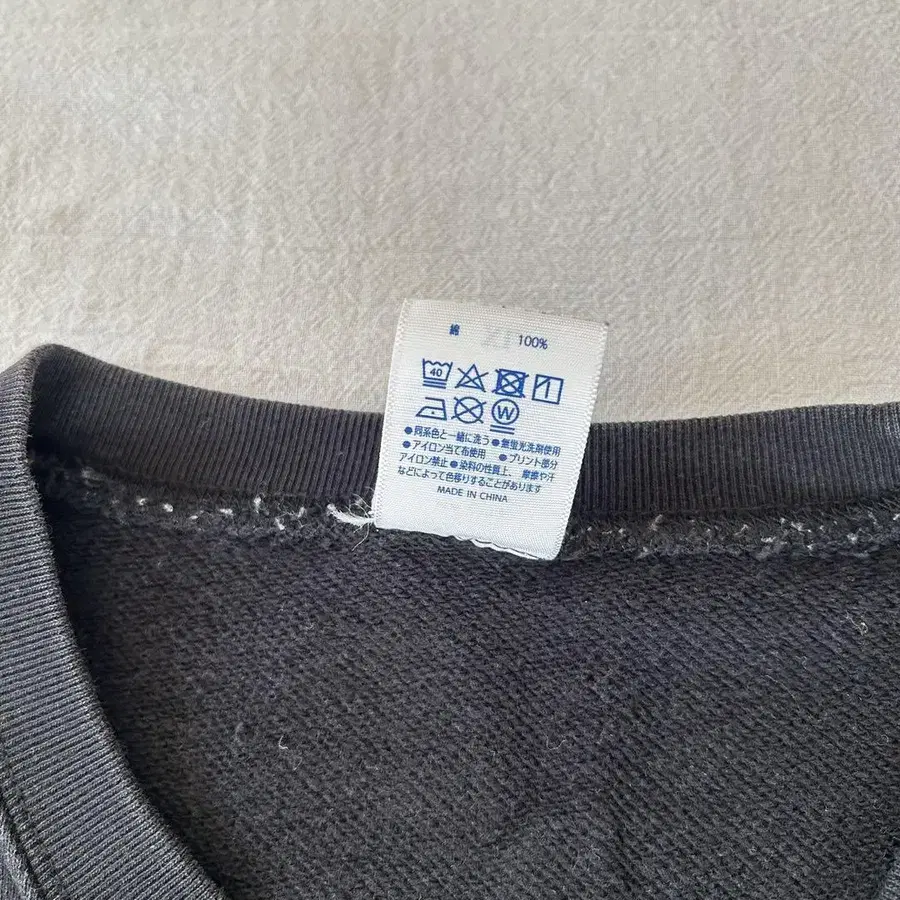 綿 100%
40
W
●同系色と一緒に洗う ●無蛍光洗剤使用
●アイロン当て布使用 ●プリント部分
アイロン禁止 ●染料の性質上、摩擦や汗
などによって色移りすることがあります
MADE IN CHINA